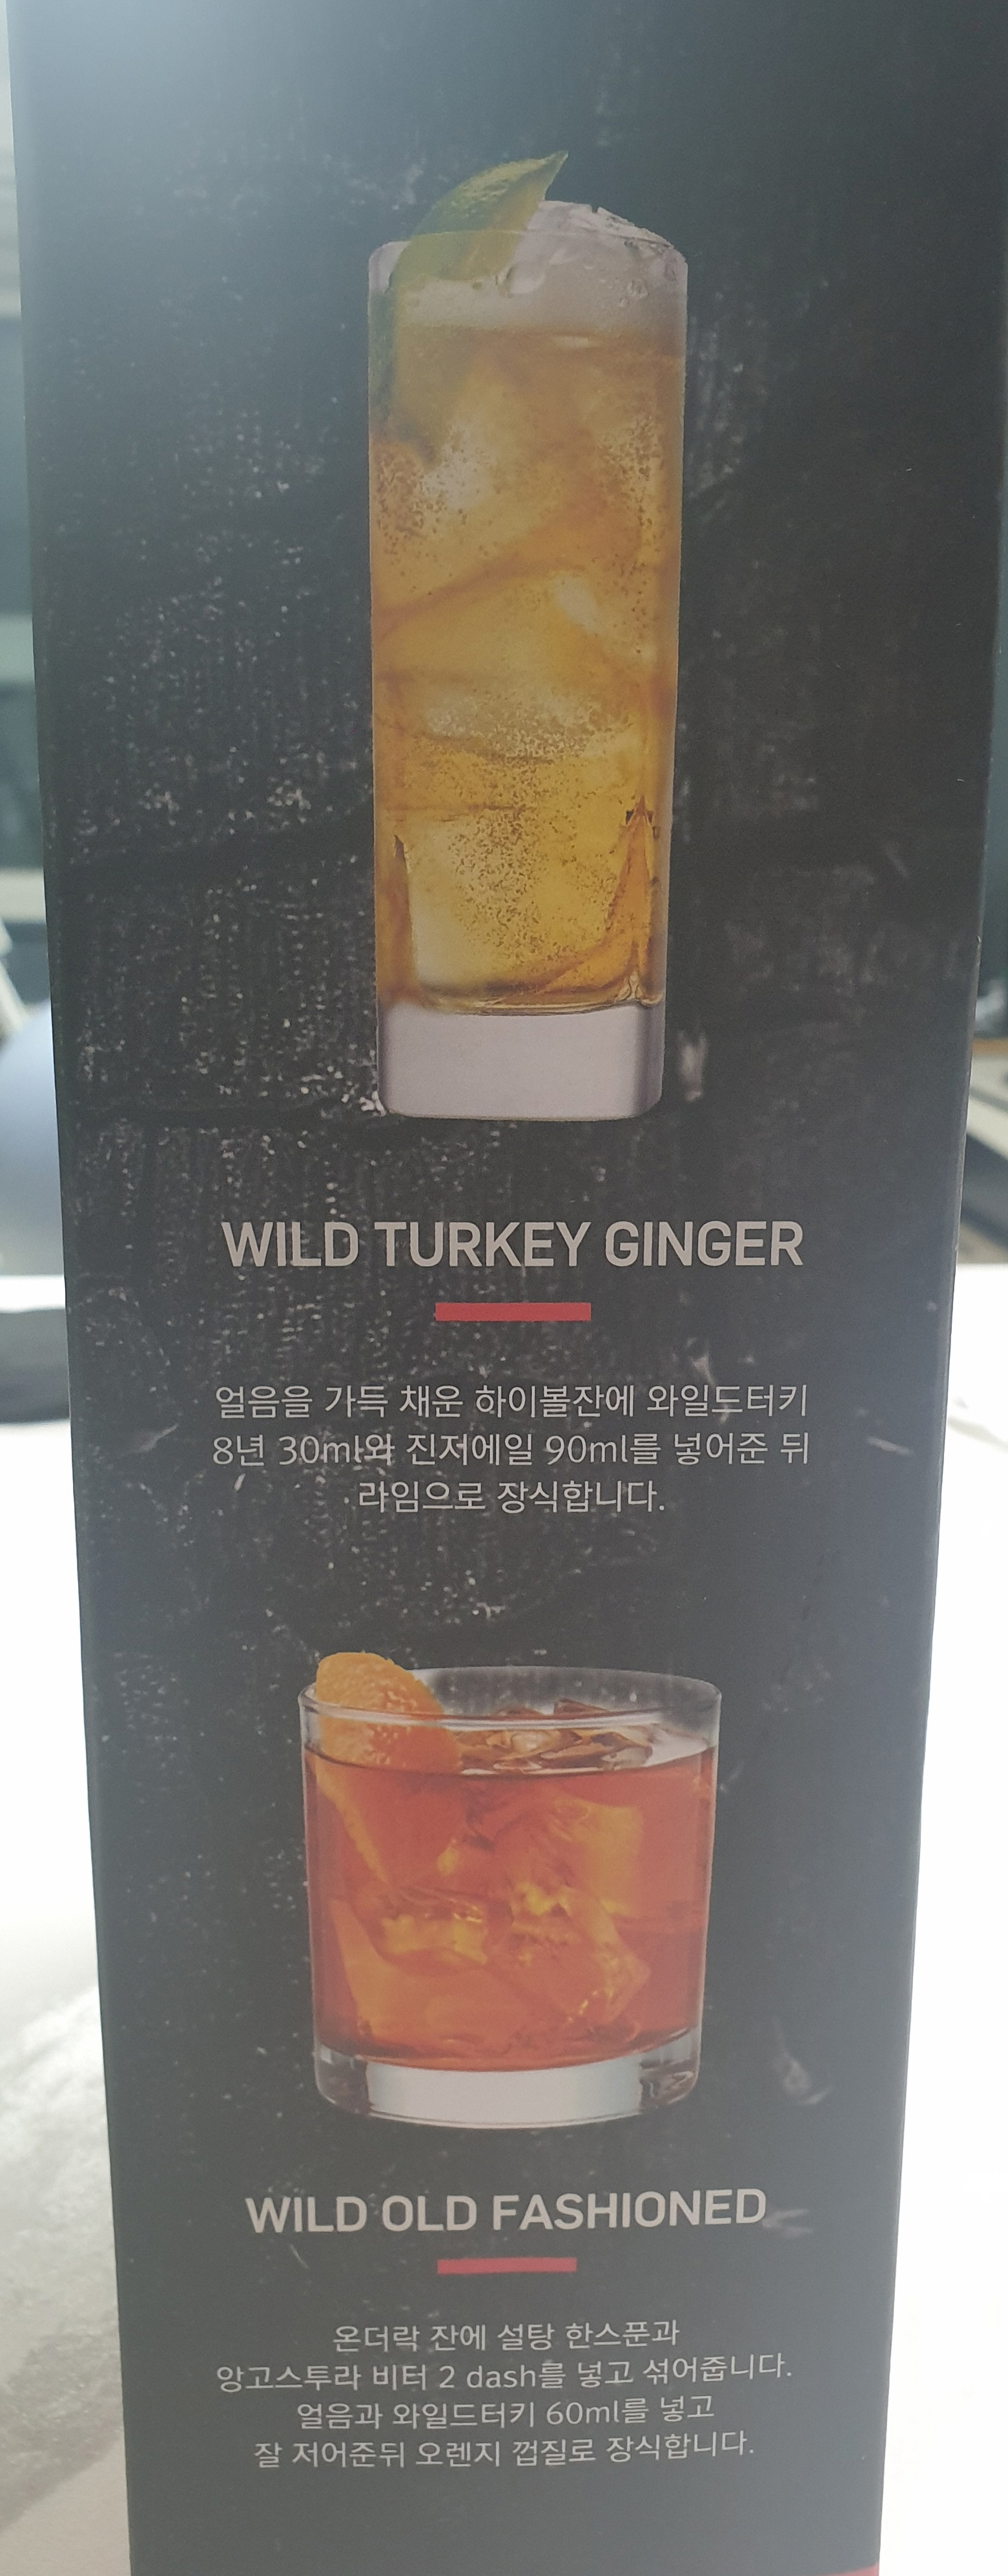 WILD TURKEY GINGER
얼음을 가득 채운 하이볼잔에 와일드터키
8년 30ml와 진저에일 90ml를 넣어준 뒤
라임으로 장식합니다.
WILD OLD FASHIONED
온더락 잔에 설탕 한스푼과
앙고스투라 비터 2 dash를 넣고 섞어줍니다.
얼음과 와일드터키 60ml를 넣고
잘 저어준뒤 오렌지 껍질로 장식합니다.